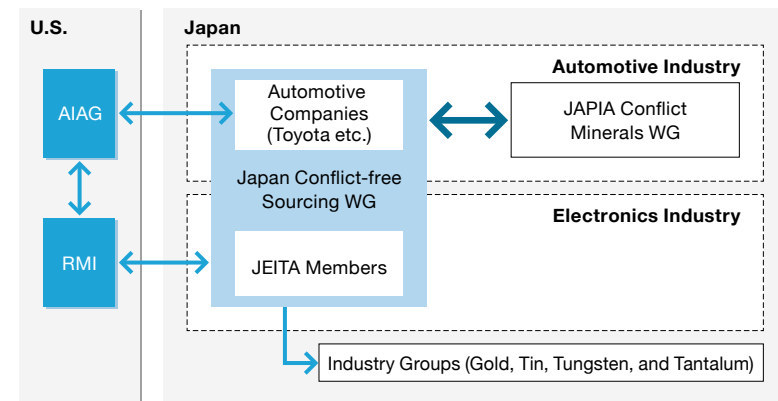 U.S.
Japan
Automotive Industry
AIAG
Automotive
Companies
(Toyota etc.)
JAPIA Conflict
Minerals WG
Japan Conflict-free
Sourcing WG
Electronics Industry
RMI
JEITA Members
Industry Groups (Gold, Tin, Tungsten, and Tantalum)